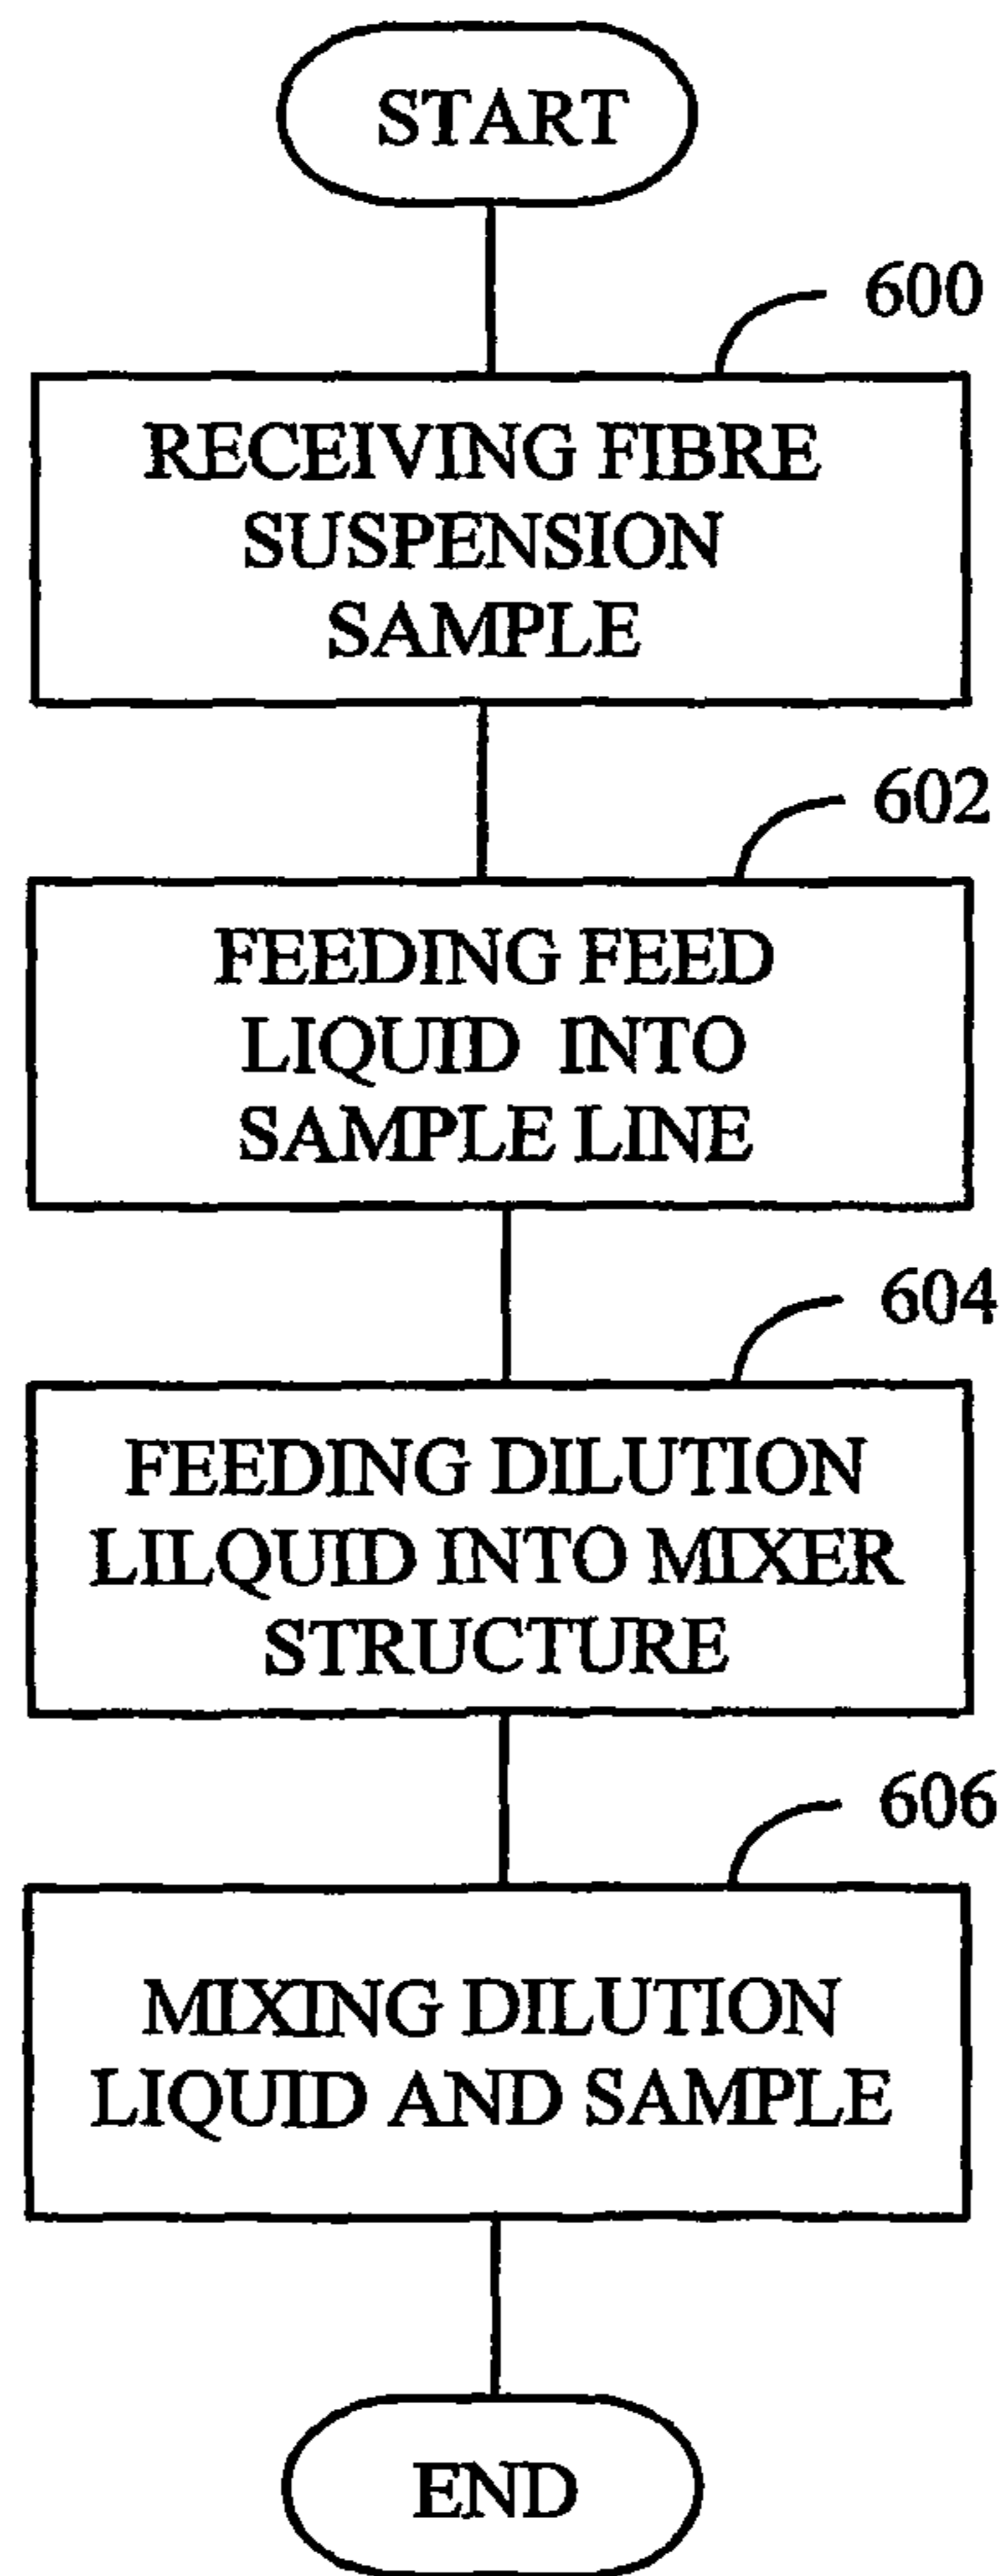 START
600
RECEIVING FIBRE
SUSPENSION
SAMPLE
602
FEEDING FEED
LIQUID INTO
SAMPLE LINE
604
FEEDING DILUTION
LILQUID INTO MIXER
STRUCTURE
606
MIXING DILUTION
LIQUID AND SAMPLE
END